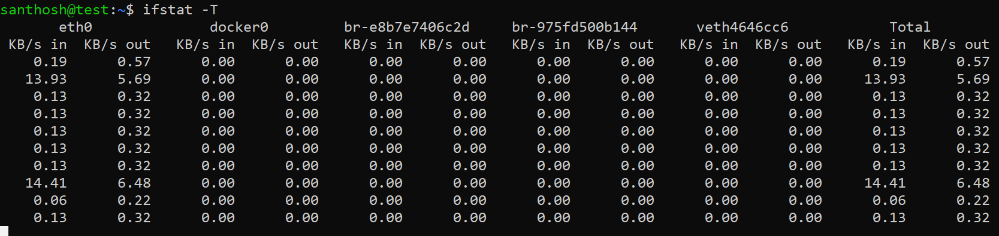 santhosh@test:~$ ifstat -T
eth0 docker0 br-e8b7e7406c2d br-975fd500b144 veth4646cc6 Total
KB/s in KB/s out KB/s in KB/s out KB/s in KB/s out KB/s in KB/s out KB/s in KB/s out KB/s in KB/s out
0.19 0.57 0.00 0.00 0.00 0.00 0.00 0.00 0.00 0.00 0.19 0.57
13.93 5.69 0.00 0.00 0.00 0.00 0.00 0.00 0.00 0.00 13.93 5.69
0.13 0.32 0.00 0.00 0.00 0.00 0.00 0.00 0.00 0.00 0.13 0.32
0.13 0.32 0.00 0.00 0.00 0.00 0.00 0.00 0.00 0.00 0.13 0.32
0.13 0.32 0.00 0.00 0.00 0.00 0.00 0.00 0.00 0.00 0.13 0.32
0.13 0.32 0.00 0.00 0.00 0.00 0.00 0.00 0.00 0.00 0.13 0.32
0.13 0.32 0.00 0.00 0.00 0.00 0.00 0.00 0.00 0.00 0.13 0.32
14.41 6.48 0.00 0.00 0.00 0.00 0.00 0.00 0.00 0.00 14.41 6.48
0.06 0.22 0.00 0.00 0.00 0.00 0.00 0.00 0.00 0.00 0.06 0.22
0.13 0.32 0.00 0.00 0.00 0.00 0.00 0.00 0.00 0.00 0.13 0.32